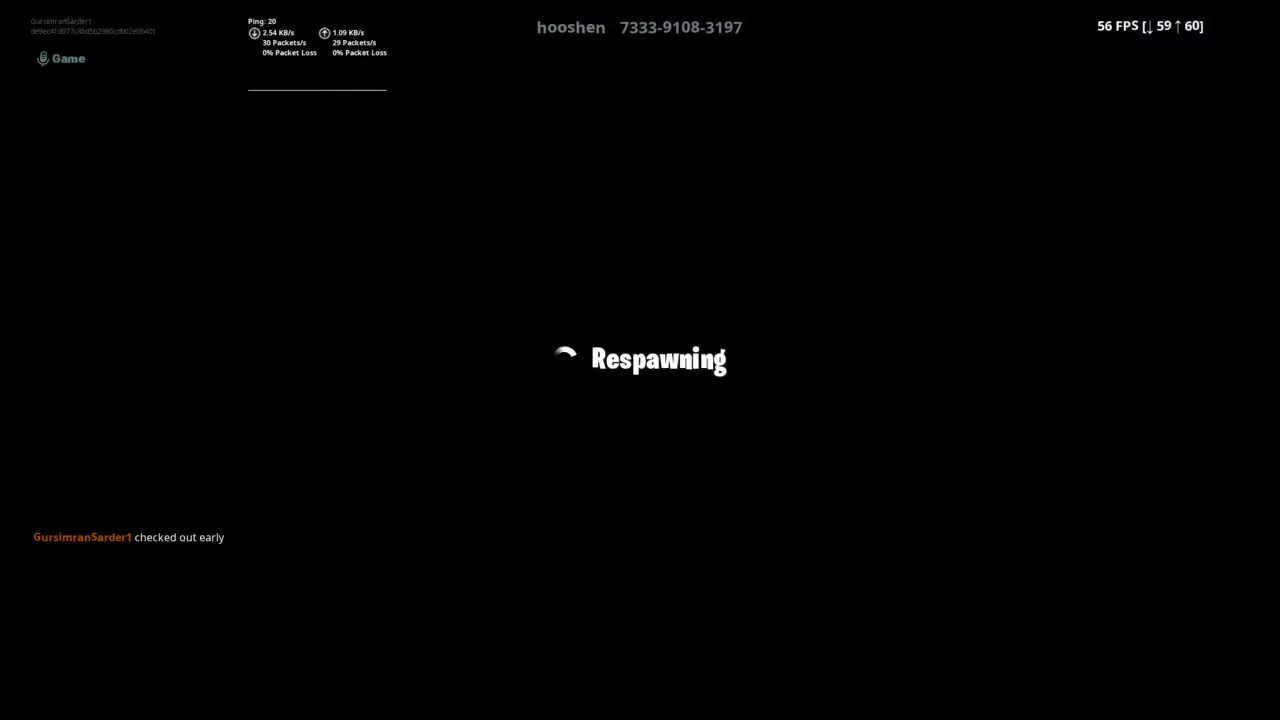 GursimranSarder1
Game
Ping: 20
2.54 KB/s
30 Packets/s
0% Packet Loss
1.09 KB/s
29 Packets/s
0% Packet Loss
hooshen 7333-9108-3197
56 FPS [↓ 59 ↑ 60]
Respawning
GursimranSarder1 checked out early